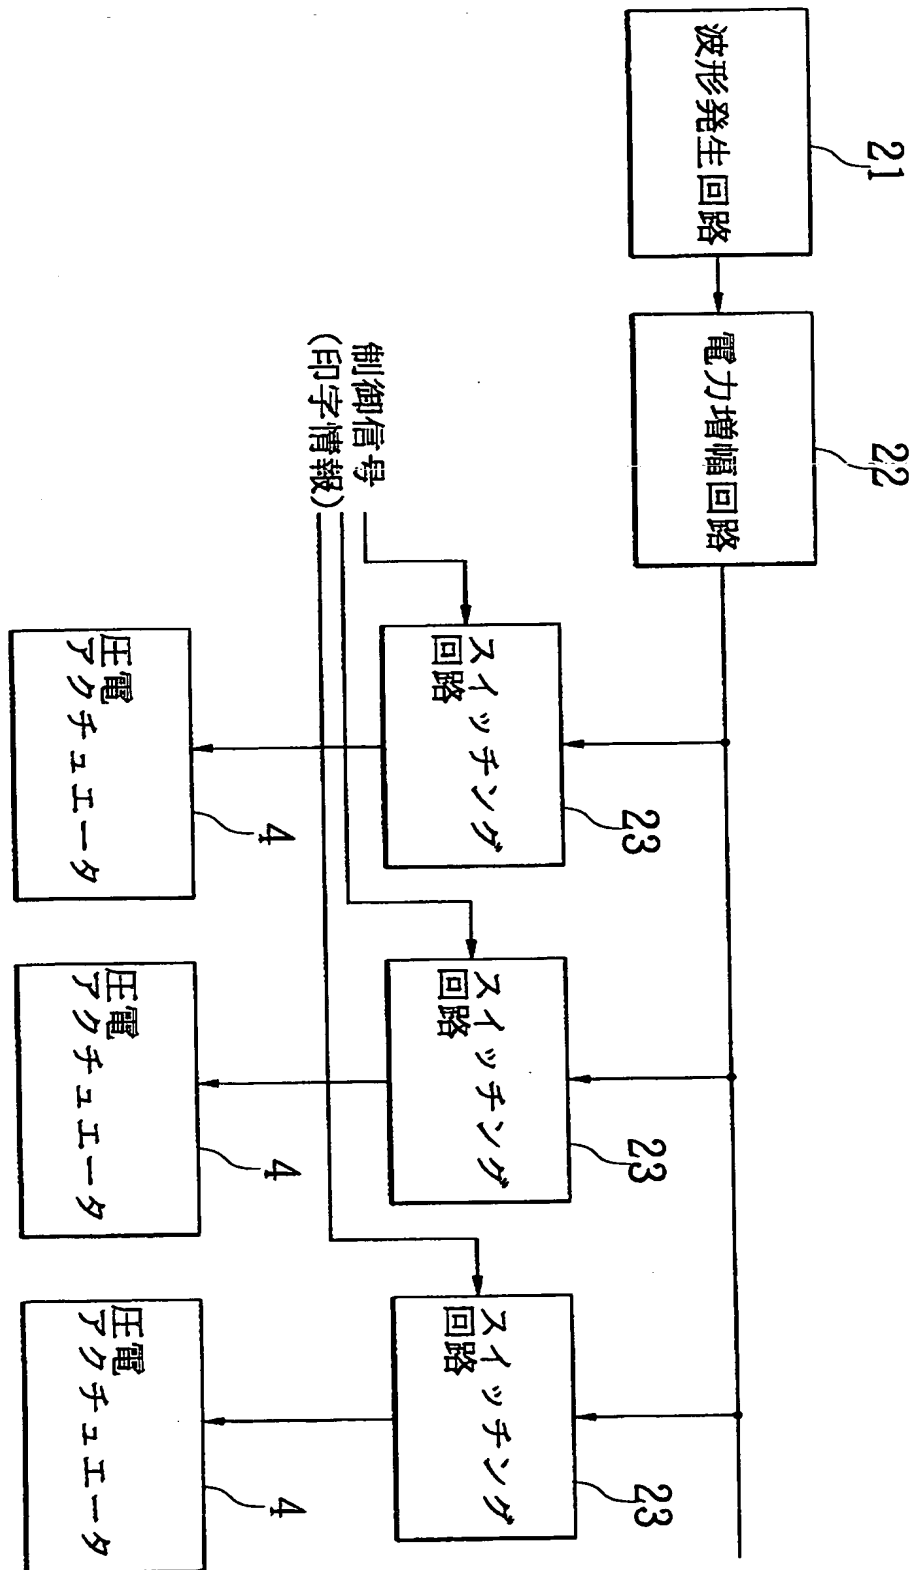 21
波形発生回路
22
電力増幅回路
制御信号
(印字情報)
スイッチング
回路
23
スイッチング
回路
23
スイッチング
回路
23
圧電
アクチュエータ
4
圧電
アクチュエータ
4
圧電
アクチュエータ
4